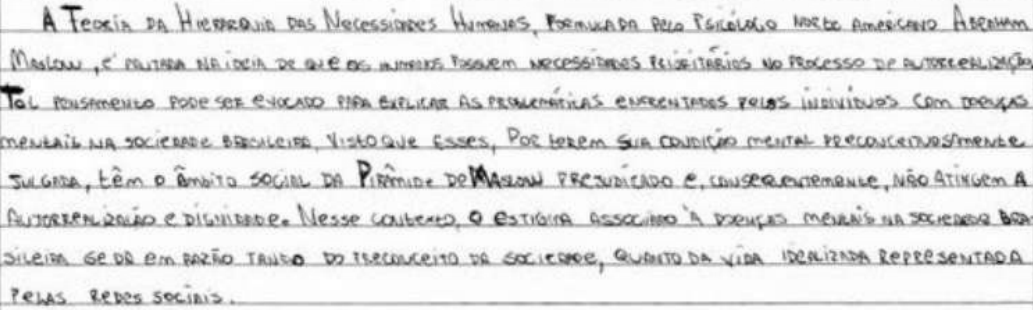 A Teoria da Hierarquia das Necessidades Humanas, formulada pelo psicólogo norte americano Abraham
Maslow, é pautada na ideia de que os humanos possuem necessidades prioritárias no processo de autorrealização.
Tal pensamento pode ser evocado para explicar as problemáticas enfrentadas pelos indivíduos com doenças
mentais na sociedade brasileira, visto que esses, por terem sua condição mental preconceituosamente
julgada, têm o âmbito social da Pirâmide de Maslow prejudicado e, consequentemente, não atingem a
autorrealização e dignidade. Nesse contexto, o estigma associado à doenças mentais na sociedade bra-
sileira se da em razão tanto do preconceito da sociedade, quanto da vida idealizada representada
pelas redes sociais.